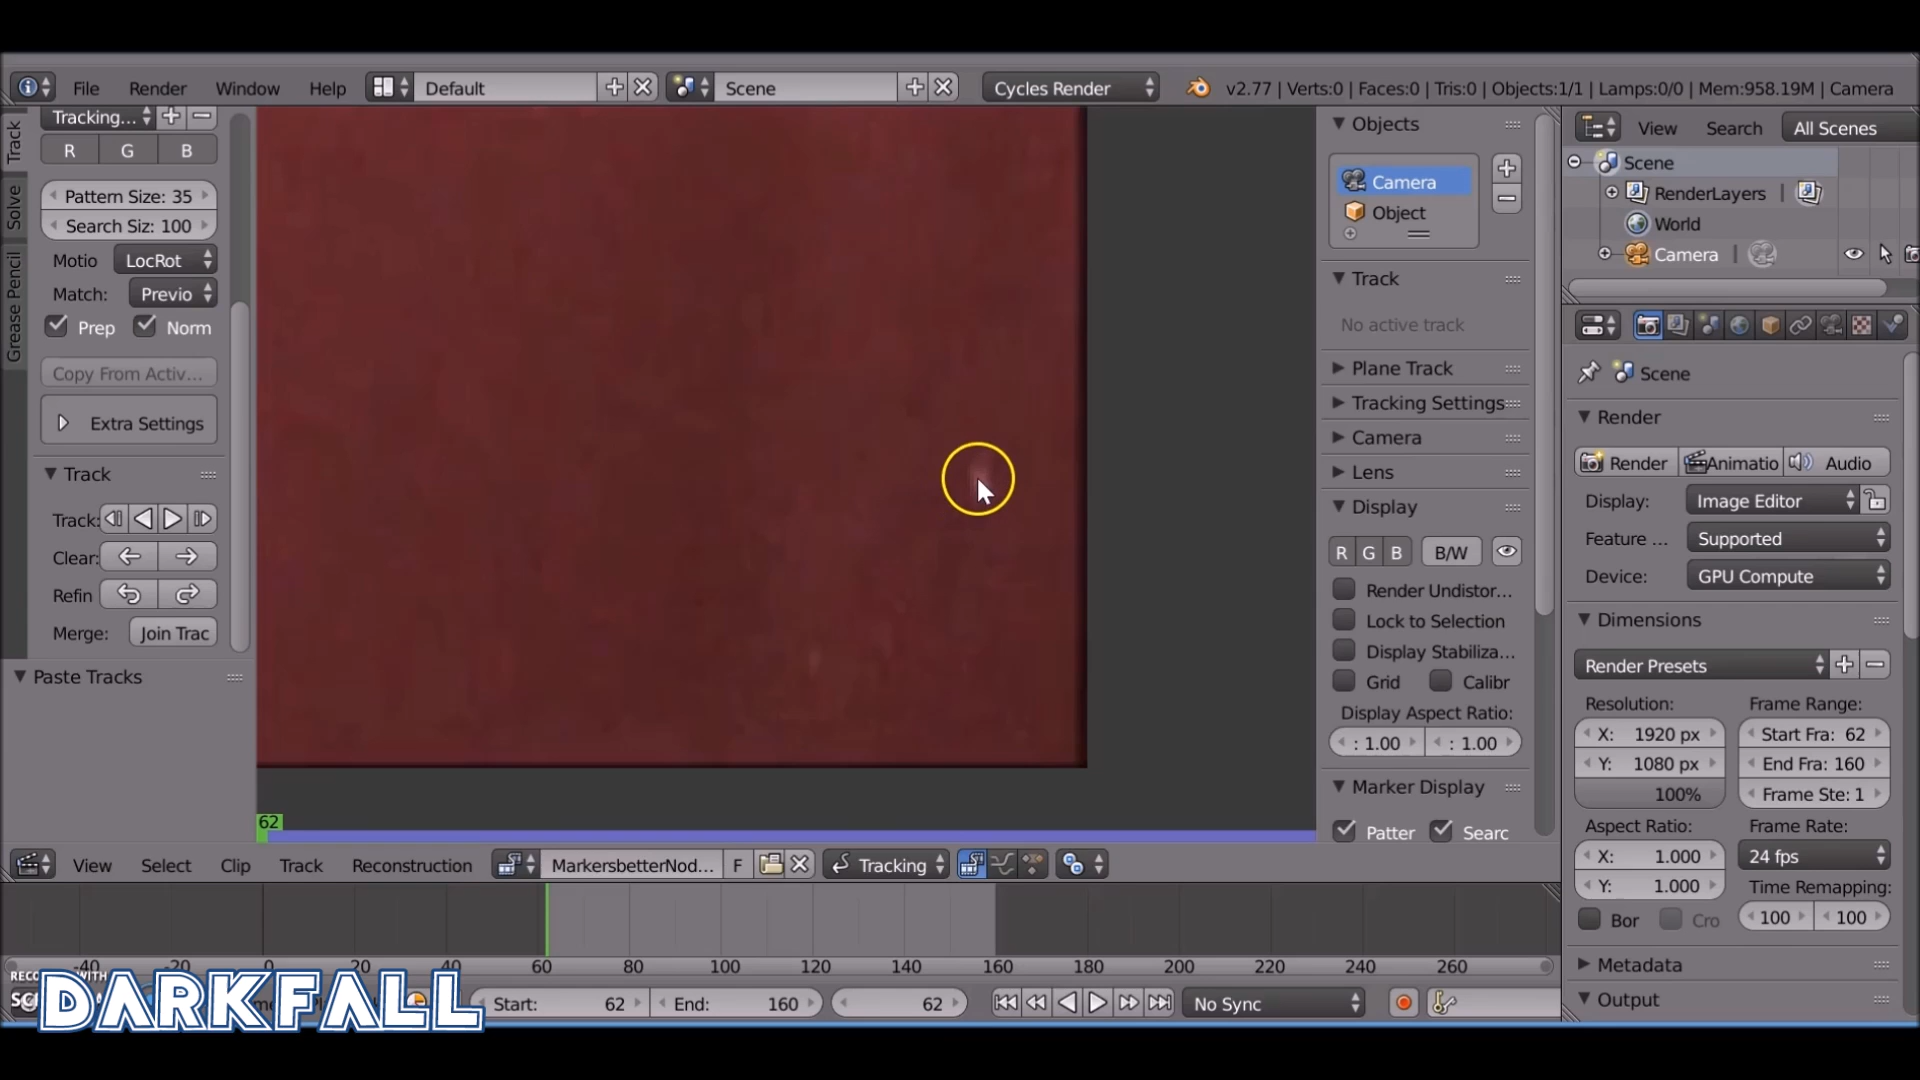 File Render Window Help Default Scene Cycles Render v2.77 | Verts:0 | Faces:0 | Tris:0 | Objects:1/1 | Lamps:0/0 | Mem:958.19M | Camera
Track
Solve
Grease Pencil
Tracking...
R G B
Pattern Size: 35
Search Siz: 100
Motio LocRot
Match: Previo
Prep Norm
Copy From Activ...
Extra Settings
Track
Track:
Clear:
Refin
Merge: Join Trac
Paste Tracks
62
Objects
Camera
Object
Track
No active track
Plane Track
Tracking Settings
Camera
Lens
Display
R G B B/W
Render Undistor...
Lock to Selection
Display Stabiliza...
Grid Calibr
Display Aspect Ratio:
: 1.00 : 1.00
Marker Display
Patter Searc
View Search All Scenes
Scene
RenderLayers
World
Camera
Scene
Render
Render Animatio Audio
Display: Image Editor
Feature ... Supported
Device: GPU Compute
Dimensions
Render Presets
Resolution: Frame Range:
X: 1920 px Start Fra: 62
Y: 1080 px End Fra: 160
100% Frame Ste: 1
Aspect Ratio: Frame Rate:
X: 1.000 24 fps
Y: 1.000 Time Remapping:
Bor Cro 100 100
Metadata
Output
View Select Clip Track Reconstruction MarkersbetterNod... F Tracking
-40 -20 0 20 40 60 80 100 120 140 160 180 200 220 240 260
DARKFALL
Start: 62 End: 160 62 No Sync